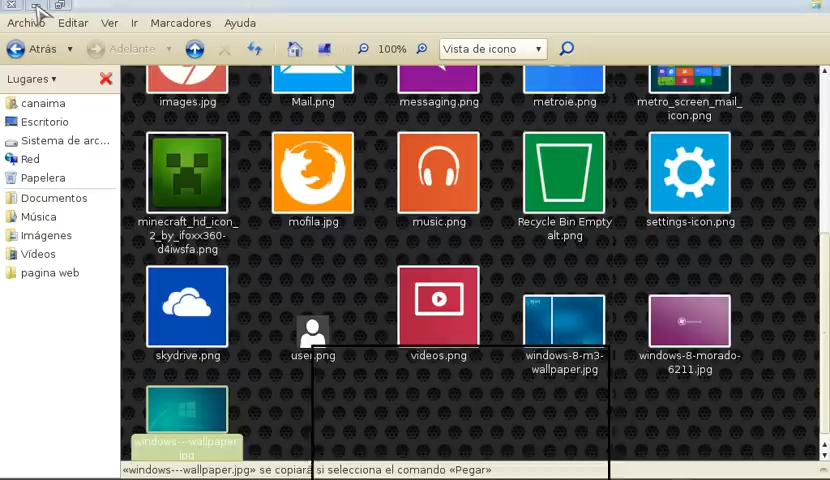 Archivo Editar Ver Ir Marcadores Ayuda
Atrás Adelante 100% Vista de icono
Lugares
canaima
Escritorio
Sistema de arc...
Red
Papelera
Documentos
Música
Imágenes
Vídeos
pagina web
images.jpg Mail.png messaging.png metroie.png metro_screen_mail_
icon.png
minecraft_hd_icon_ mofila.jpg music.png Recycle Bin Empty settings-icon.png
2_by_ifoxx360- alt.png
d4iwsfa.png
skydrive.png user.png videos.png windows-8-m3- windows-8-morado-
wallpaper.jpg 6211.jpg
windows---wallpaper.
jpg
«windows---wallpaper.jpg» se copiará si selecciona el comando «Pegar»